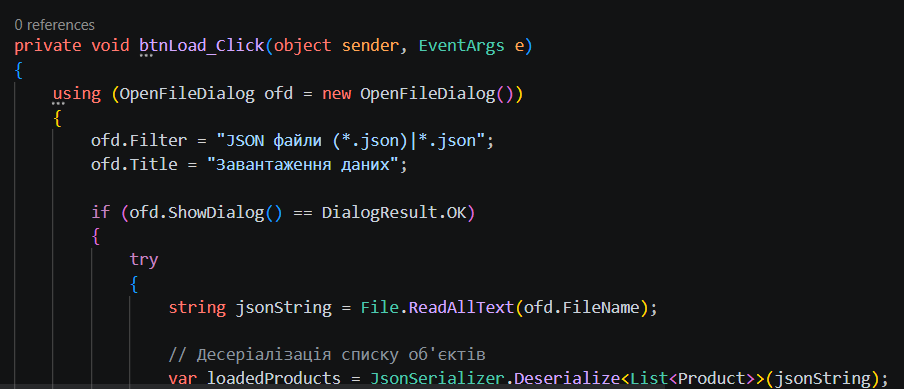 0 references
private void btnLoad_Click(object sender, EventArgs e)
{
using (OpenFileDialog ofd = new OpenFileDialog())
{
ofd.Filter = "JSON файли (*.json)|*.json";
ofd.Title = "Завантаження даних";
if (ofd.ShowDialog() == DialogResult.OK)
{
try
{
string jsonString = File.ReadAllText(ofd.FileName);
// Десеріалізація списку об'єктів
var loadedProducts = JsonSerializer.Deserialize<List<Product>>(jsonString);